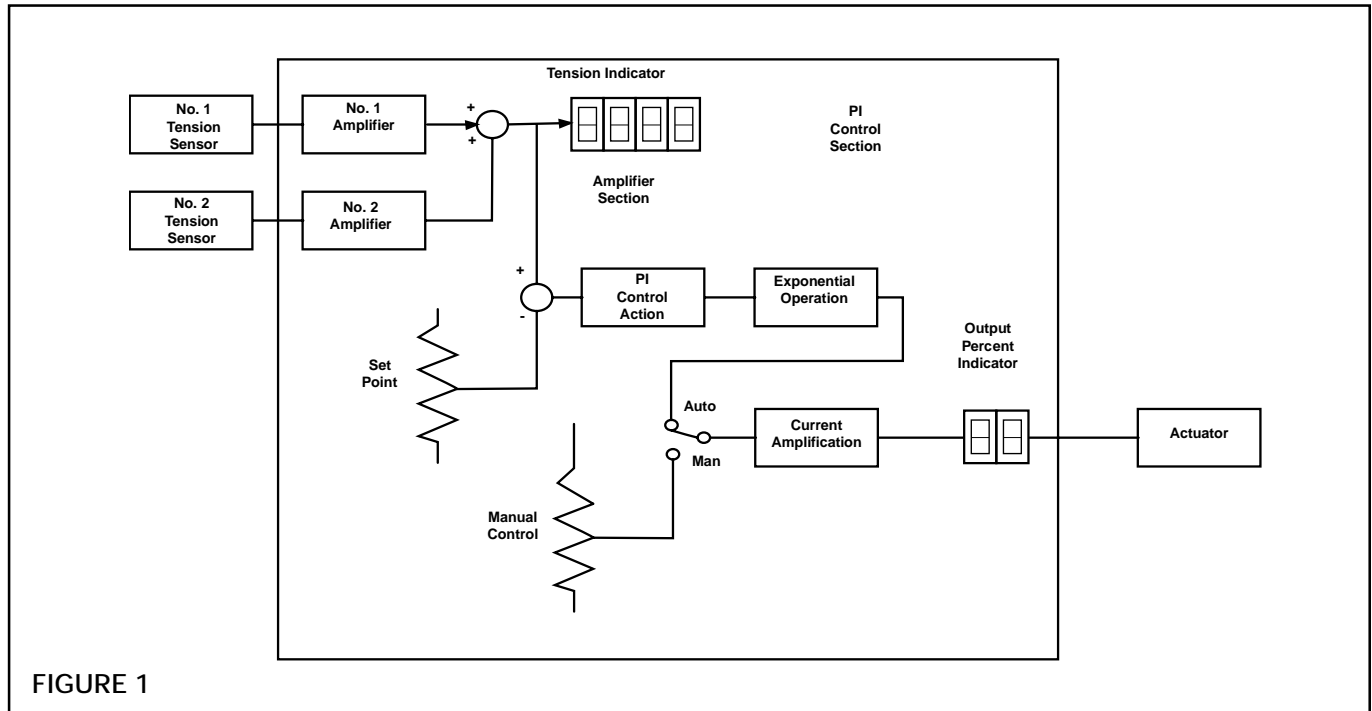 Tension Indicator
No. 1
Tension
Sensor
No. 1
Amplifier
+
+
PI
Control
Section
Amplifier
Section
No. 2
Tension
Sensor
No. 2
Amplifier
+
-
PI
Control
Action
Exponential
Operation
Set
Point
Output
Percent
Indicator
Auto
Man
Current
Amplification
Actuator
Manual
Control
FIGURE 1